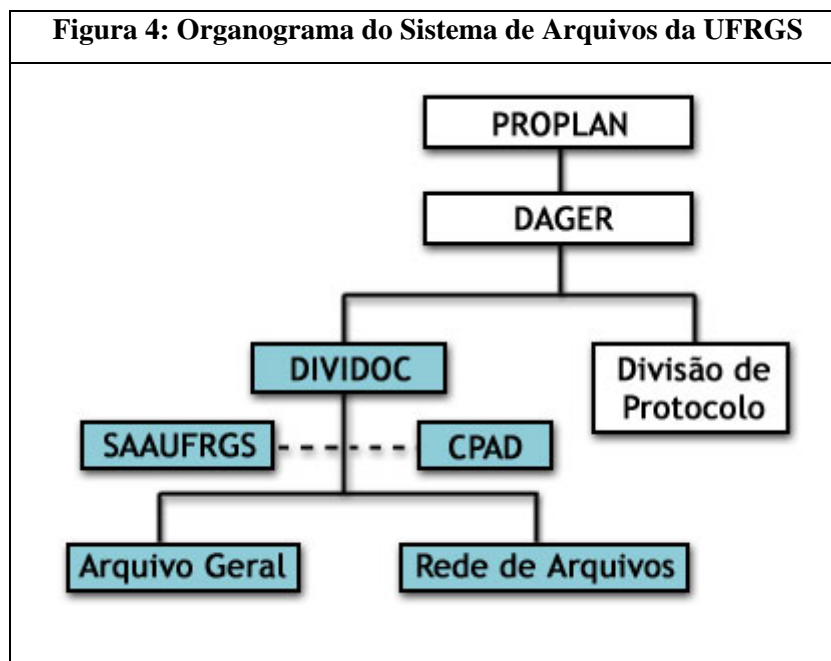 Figura 4: Organograma do Sistema de Arquivos da UFRGS
PROPLAN
DAGER
DIVIDOC
Divisão de
Protocolo
SAAUFRGS
CPAD
Arquivo Geral
Rede de Arquivos